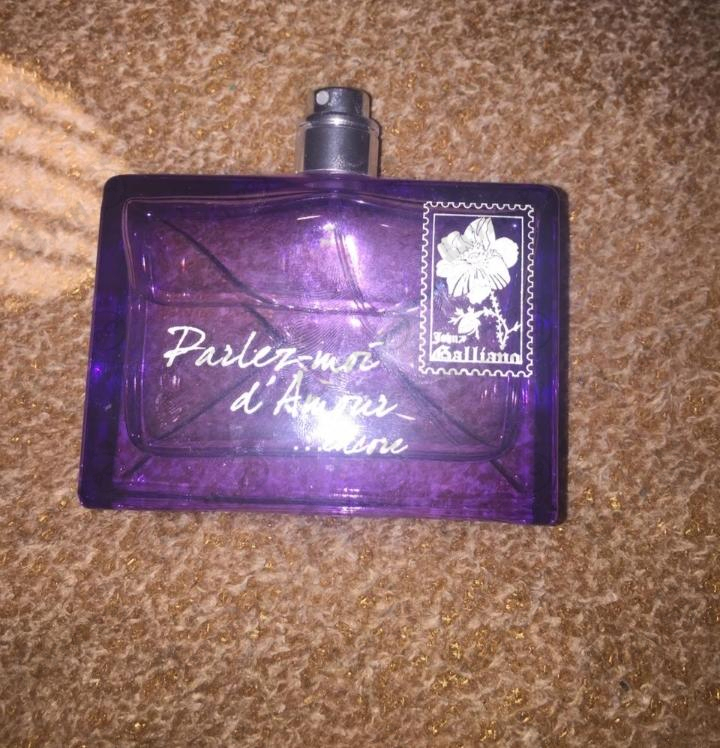 Parlez-moi
d'Amour
...encore
John
Galliano